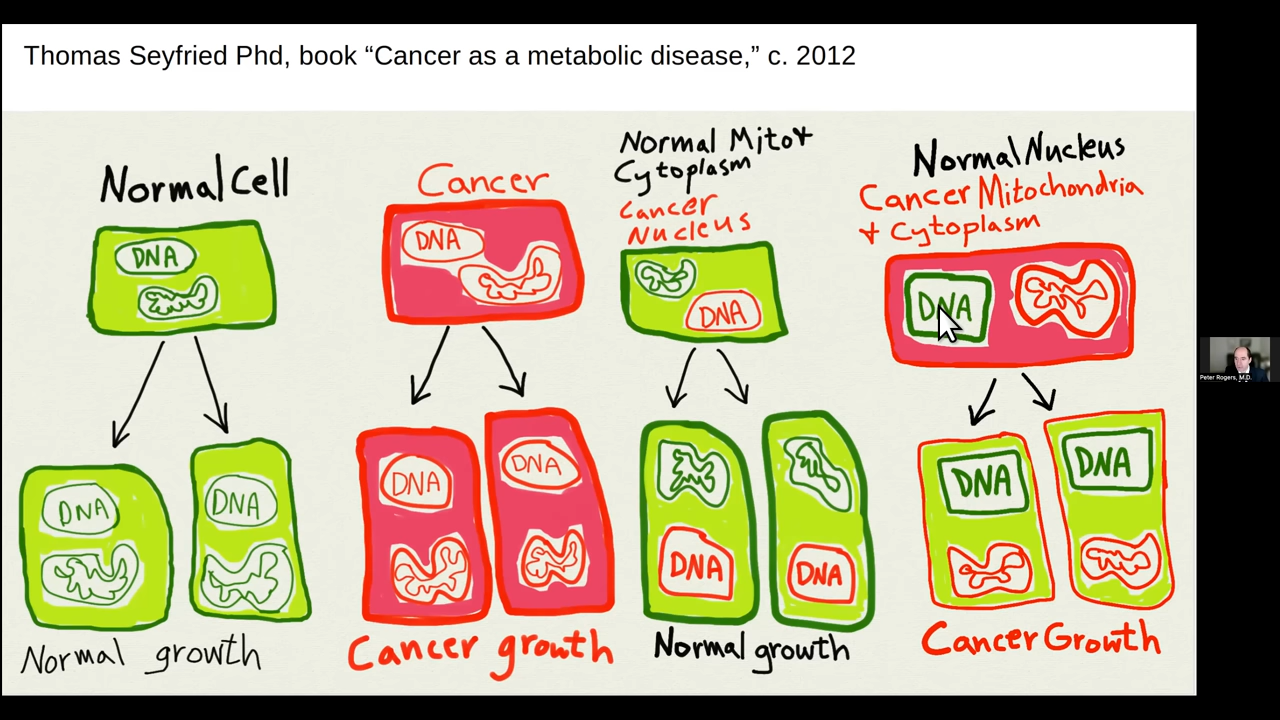 Thomas Seyfried Phd, book “Cancer as a metabolic disease,” c. 2012
Normal Cell
DNA
DNA
DNA
Normal growth
Cancer
DNA
DNA
DNA
Cancer growth
Normal Mito &
Cytoplasm
Cancer
Nucleus
DNA
DNA
DNA
Normal growth
Normal Nucleus
Cancer Mitochondria
& Cytoplasm
DNA
DNA
DNA
Cancer Growth
Peter Rogers, M.D.